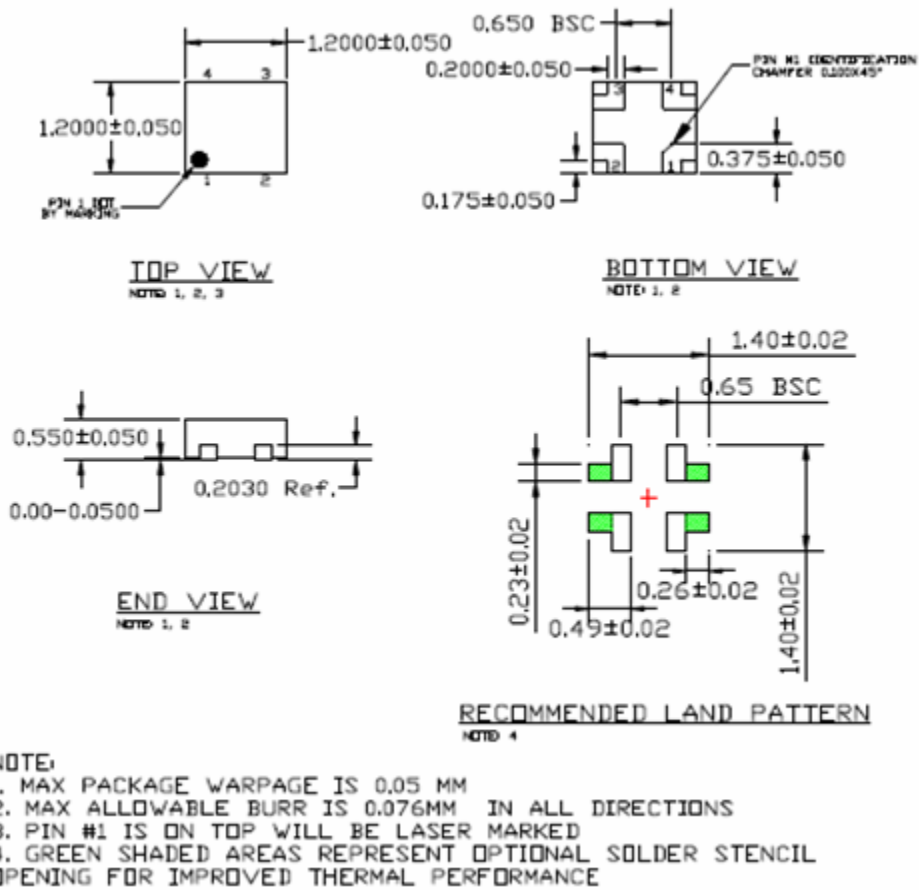 1.2000±0.050
4 3
1.2000±0.050
1 2
PIN 1 DOT
BY MARKING
TOP VIEW
NOTE: 1, 2, 3
0.650 BSC
0.2000±0.050
PIN #1 IDENTIFICATION
CHAMFER 0.100X45°
3 4
2 1
0.375±0.050
0.175±0.050
BOTTOM VIEW
NOTE: 1, 2
0.550±0.050
0.00-0.0500
0.2030 Ref.
END VIEW
NOTE: 1, 2
1.40±0.02
0.65 BSC
0.23±0.02
0.49±0.02
0.26±0.02
1.40±0.02
RECOMMENDED LAND PATTERN
NOTE: 4
NOTE:
1. MAX PACKAGE WARPAGE IS 0.05 MM
2. MAX ALLOWABLE BURR IS 0.076MM IN ALL DIRECTIONS
3. PIN #1 IS ON TOP WILL BE LASER MARKED
4. GREEN SHADED AREAS REPRESENT OPTIONAL SOLDER STENCIL
OPENING FOR IMPROVED THERMAL PERFORMANCE